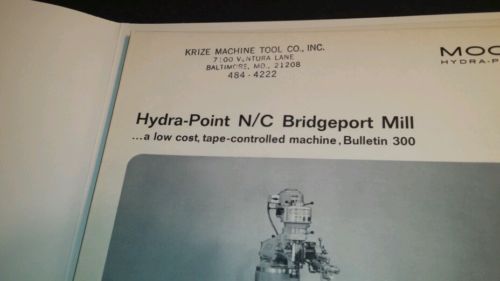 KRIZE MACHINE TOOL CO., INC.
7100 VENTURA LANE
BALTIMORE, MD., 21208
484-4222
MOO
HYDRA-P
Hydra-Point N/C Bridgeport Mill
...a low cost, tape-controlled machine, Bulletin 300